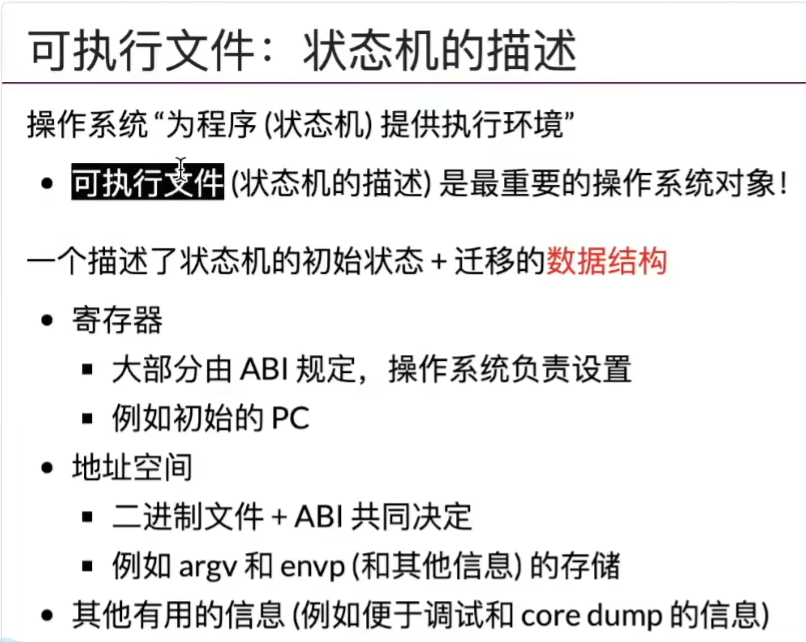 可执行文件：状态机的描述
操作系统“为程序 (状态机) 提供执行环境”
• 可执行文件 (状态机的描述) 是最重要的操作系统对象！
一个描述了状态机的初始状态 + 迁移的数据结构
• 寄存器
▪ 大部分由 ABI 规定，操作系统负责设置
▪ 例如初始的 PC
• 地址空间
▪ 二进制文件 + ABI 共同决定
▪ 例如 argv 和 envp (和其他信息) 的存储
• 其他有用的信息 (例如便于调试和 core dump 的信息)